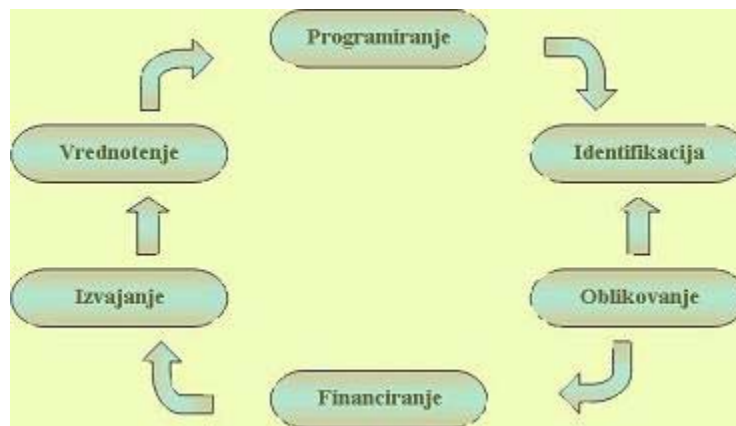 Programiranje
Vrednotenje
Identifikacija
Izvajanje
Oblikovanje
Financiranje